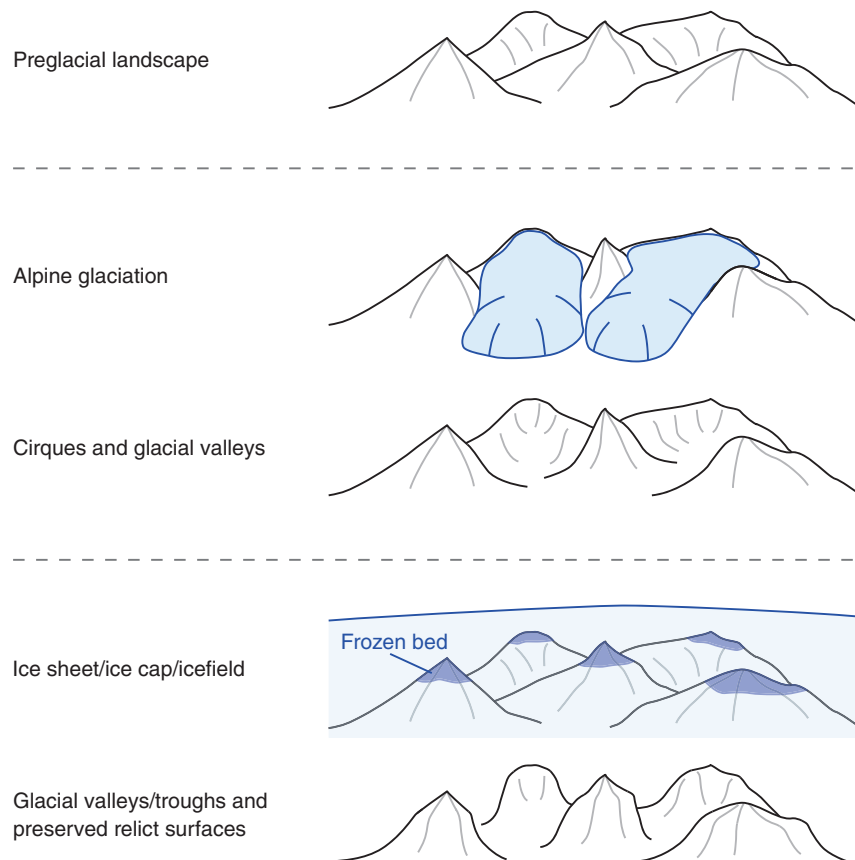 Preglacial landscape
Alpine glaciation
Cirques and glacial valleys
Frozen bed
Ice sheet/ice cap/icefield
Glacial valleys/troughs and
preserved relict surfaces